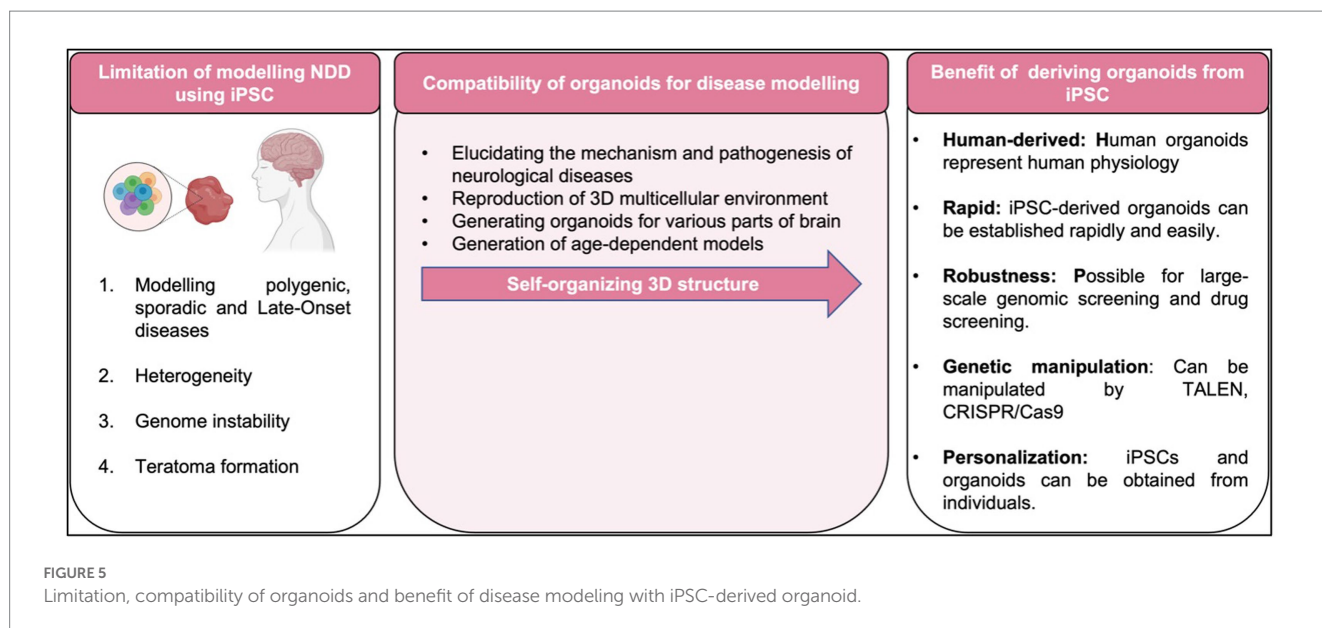 Limitation of modelling NDD
using iPSC
1. Modelling polygenic,
sporadic and Late-Onset
diseases
2. Heterogeneity
3. Genome instability
4. Teratoma formation
Compatibility of organoids for disease modelling
• Elucidating the mechanism and pathogenesis of
neurological diseases
• Reproduction of 3D multicellular environment
• Generating organoids for various parts of brain
• Generation of age-dependent models
Self-organizing 3D structure
Benefit of deriving organoids from
iPSC
• Human-derived: Human organoids
represent human physiology
• Rapid: iPSC-derived organoids can
be established rapidly and easily.
• Robustness: Possible for large-
scale genomic screening and drug
screening.
• Genetic manipulation: Can be
manipulated by TALEN,
CRISPR/Cas9
• Personalization: iPSCs and
organoids can be obtained from
individuals.
FIGURE 5
Limitation, compatibility of organoids and benefit of disease modeling with iPSC-derived organoid.